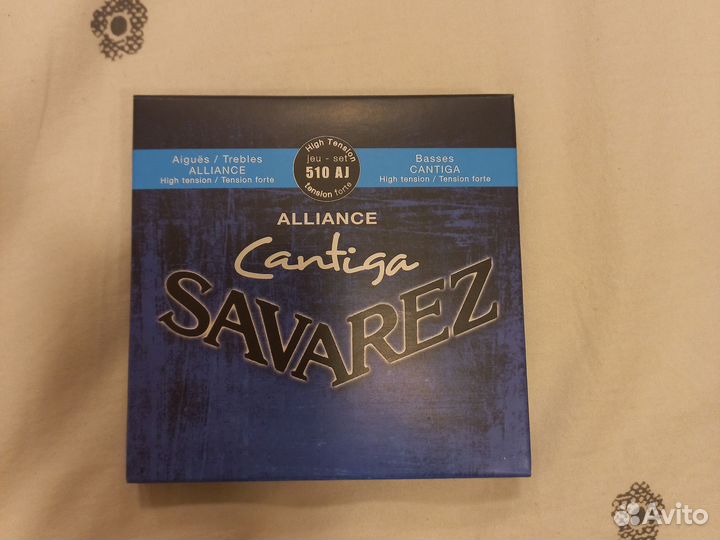 Aiguës / Trebles
ALLIANCE
High tension / Tension forte
High Tension
jeu - set
510 AJ
tension forte
Basses
CANTIGA
High tension / Tension forte
ALLIANCE
Cantiga
SAVAREZ
Avito